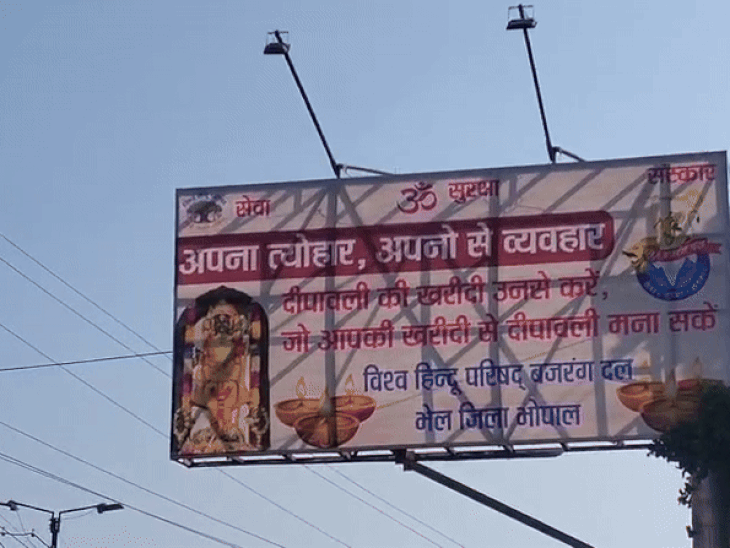 सेवा ॐ सुरक्षा संस्कार
अपना त्योहार, अपनो से व्यवहार
दीपावली की खरीदी उनसे करें,
जो आपकी खरीदी से दीपावली मना सकें
विश्व हिन्दू परिषद् बजरंग दल
भेल जिला भोपाल